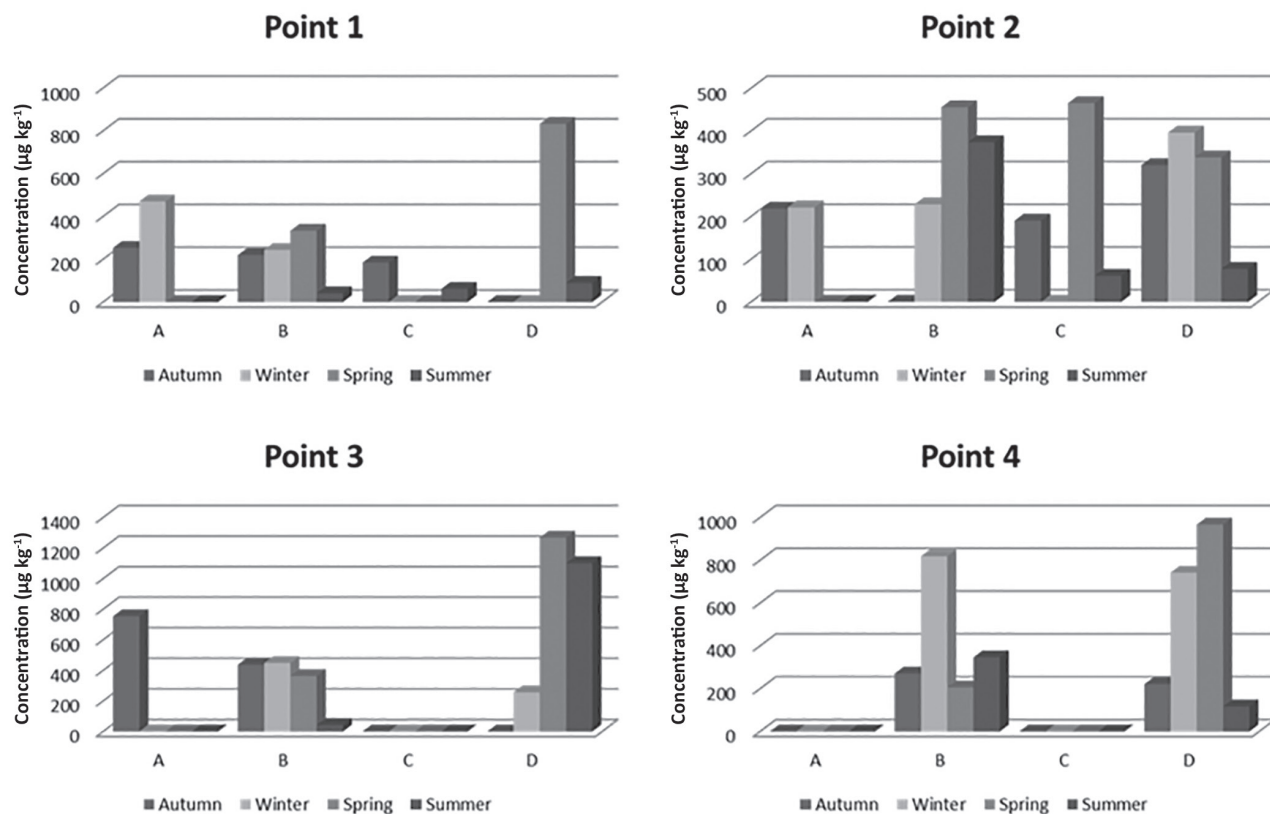 Point 1
Concentration (µg kg⁻¹)
1000
800
600
400
200
0
A B C D
Autumn Winter Spring Summer
Point 2
Concentration (µg kg⁻¹)
500
400
300
200
100
0
A B C D
Autumn Winter Spring Summer
Point 3
Concentration (µg kg⁻¹)
1400
1200
1000
800
600
400
200
0
A B C D
Autumn Winter Spring Summer
Point 4
Concentration (µg kg⁻¹)
1000
800
600
400
200
0
A B C D
Autumn Winter Spring Summer